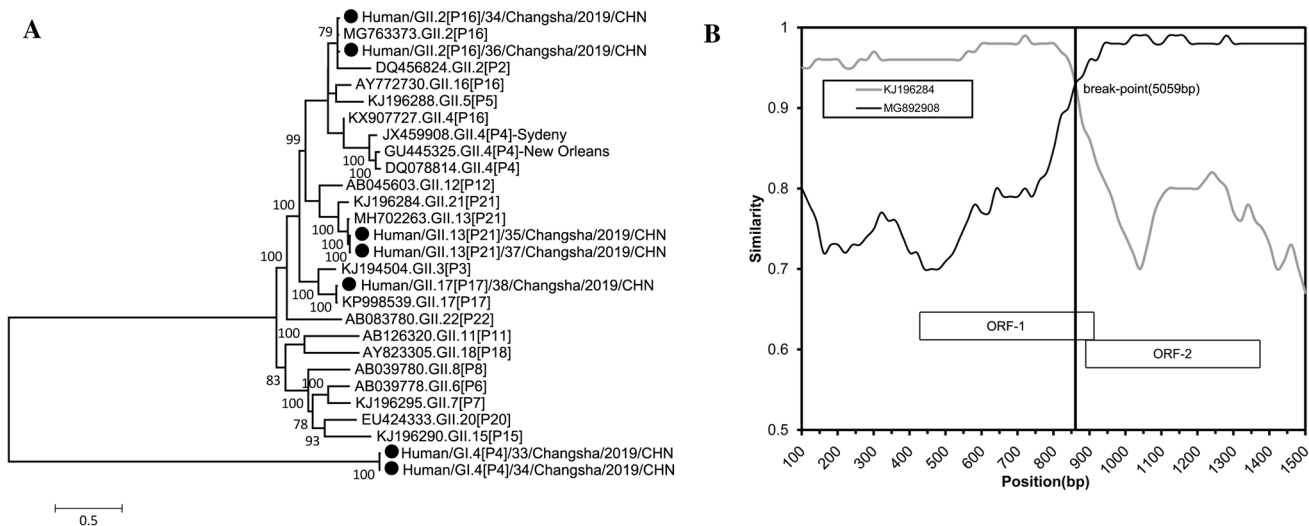 A
79
Human/GII.2[P16]/34/Changsha/2019/CHN
MG763373.GII.2[P16]
Human/GII.2[P16]/36/Changsha/2019/CHN
DQ456824.GII.2[P2]
AY772730.GII.16[P16]
KJ196288.GII.5[P5]
KX907727.GII.4[P16]
99
JX459908.GII.4[P4]-Sydeny
100
GU445325.GII.4[P4]-New Orleans
100
DQ078814.GII.4[P4]
AB045603.GII.12[P12]
100
KJ196284.GII.21[P21]
MH702263.GII.13[P21]
100
Human/GII.13[P21]/35/Changsha/2019/CHN
100
Human/GII.13[P21]/37/Changsha/2019/CHN
100
KJ194504.GII.3[P3]
100
Human/GII.17[P17]/38/Changsha/2019/CHN
100
KP998539.GII.17[P17]
AB083780.GII.22[P22]
100
AB126320.GII.11[P11]
AY823305.GII.18[P18]
83
AB039780.GII.8[P8]
100
AB039778.GII.6[P6]
100
KJ196295.GII.7[P7]
EU424333.GII.20[P20]
78
93
KJ196290.GII.15[P15]
Human/GI.4[P4]/33/Changsha/2019/CHN
100
Human/GI.4[P4]/34/Changsha/2019/CHN
0.5
B
1
0.9
0.8
0.7
0.6
0.5
Similarity
KJ196284
MG892908
break-point(5059bp)
ORF-1
ORF-2
100 200 300 400 500 600 700 800 900 1000 1100 1200 1300 1400 1500
Position(bp)